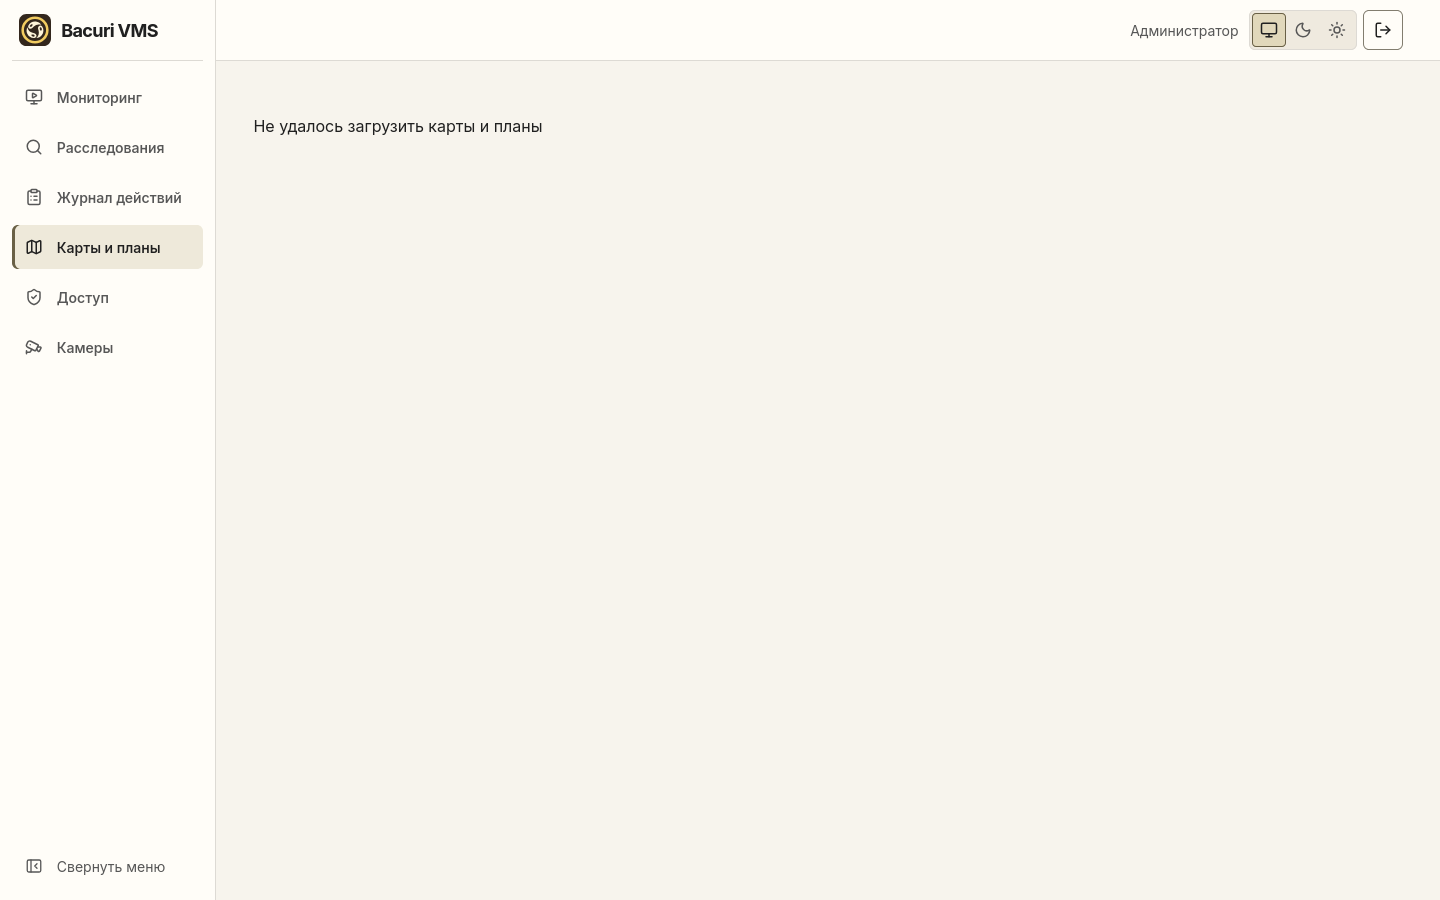 Bacuri VMS
Администратор
Мониторинг
Расследования
Журнал действий
Карты и планы
Доступ
Камеры
Свернуть меню
Не удалось загрузить карты и планы